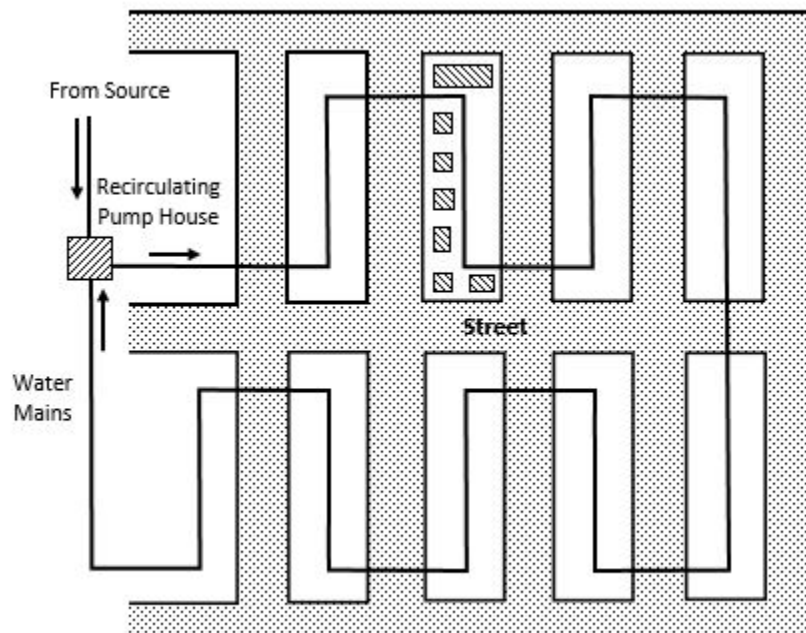 From Source
Recirculating
Pump House
Street
Water
Mains